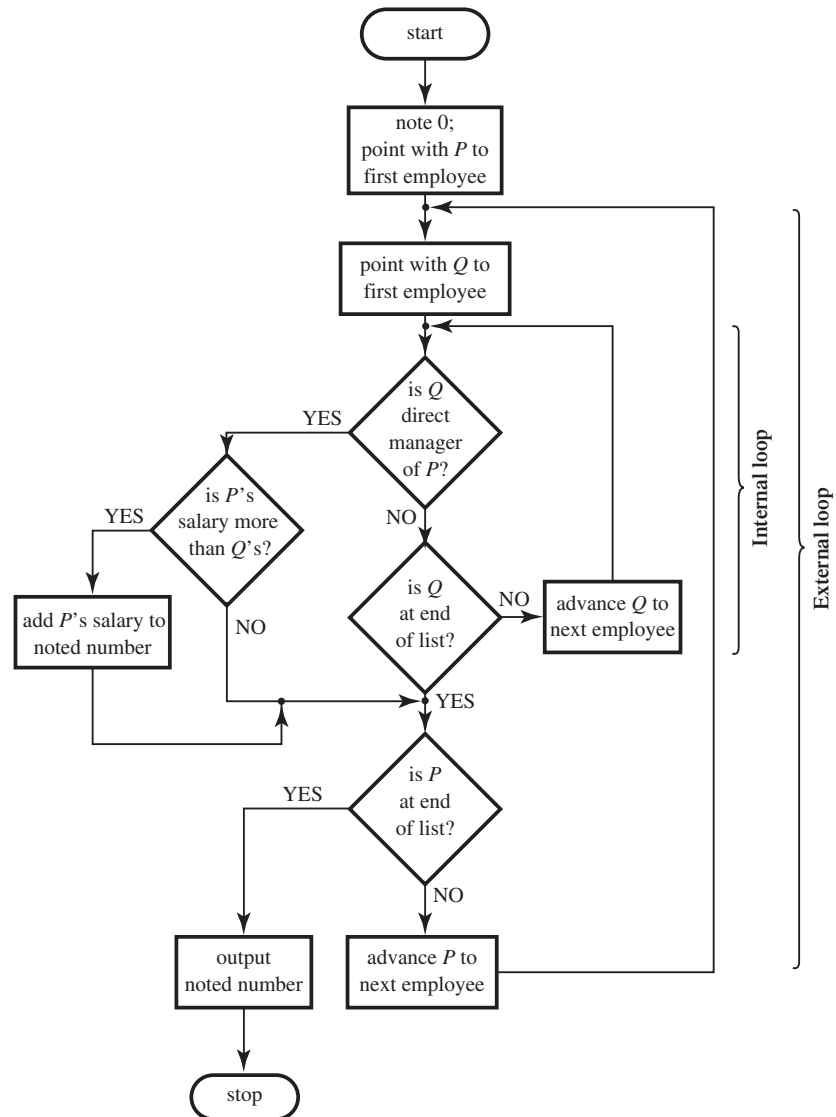 start
note 0;
point with P to
first employee
point with Q to
first employee
is Q
direct
manager
of P?
YES
NO
is P's
salary more
than Q's?
YES
NO
add P's salary to
noted number
is Q
at end
of list?
NO
YES
advance Q to
next employee
Internal loop
External loop
is P
at end
of list?
YES
NO
output
noted number
advance P to
next employee
stop